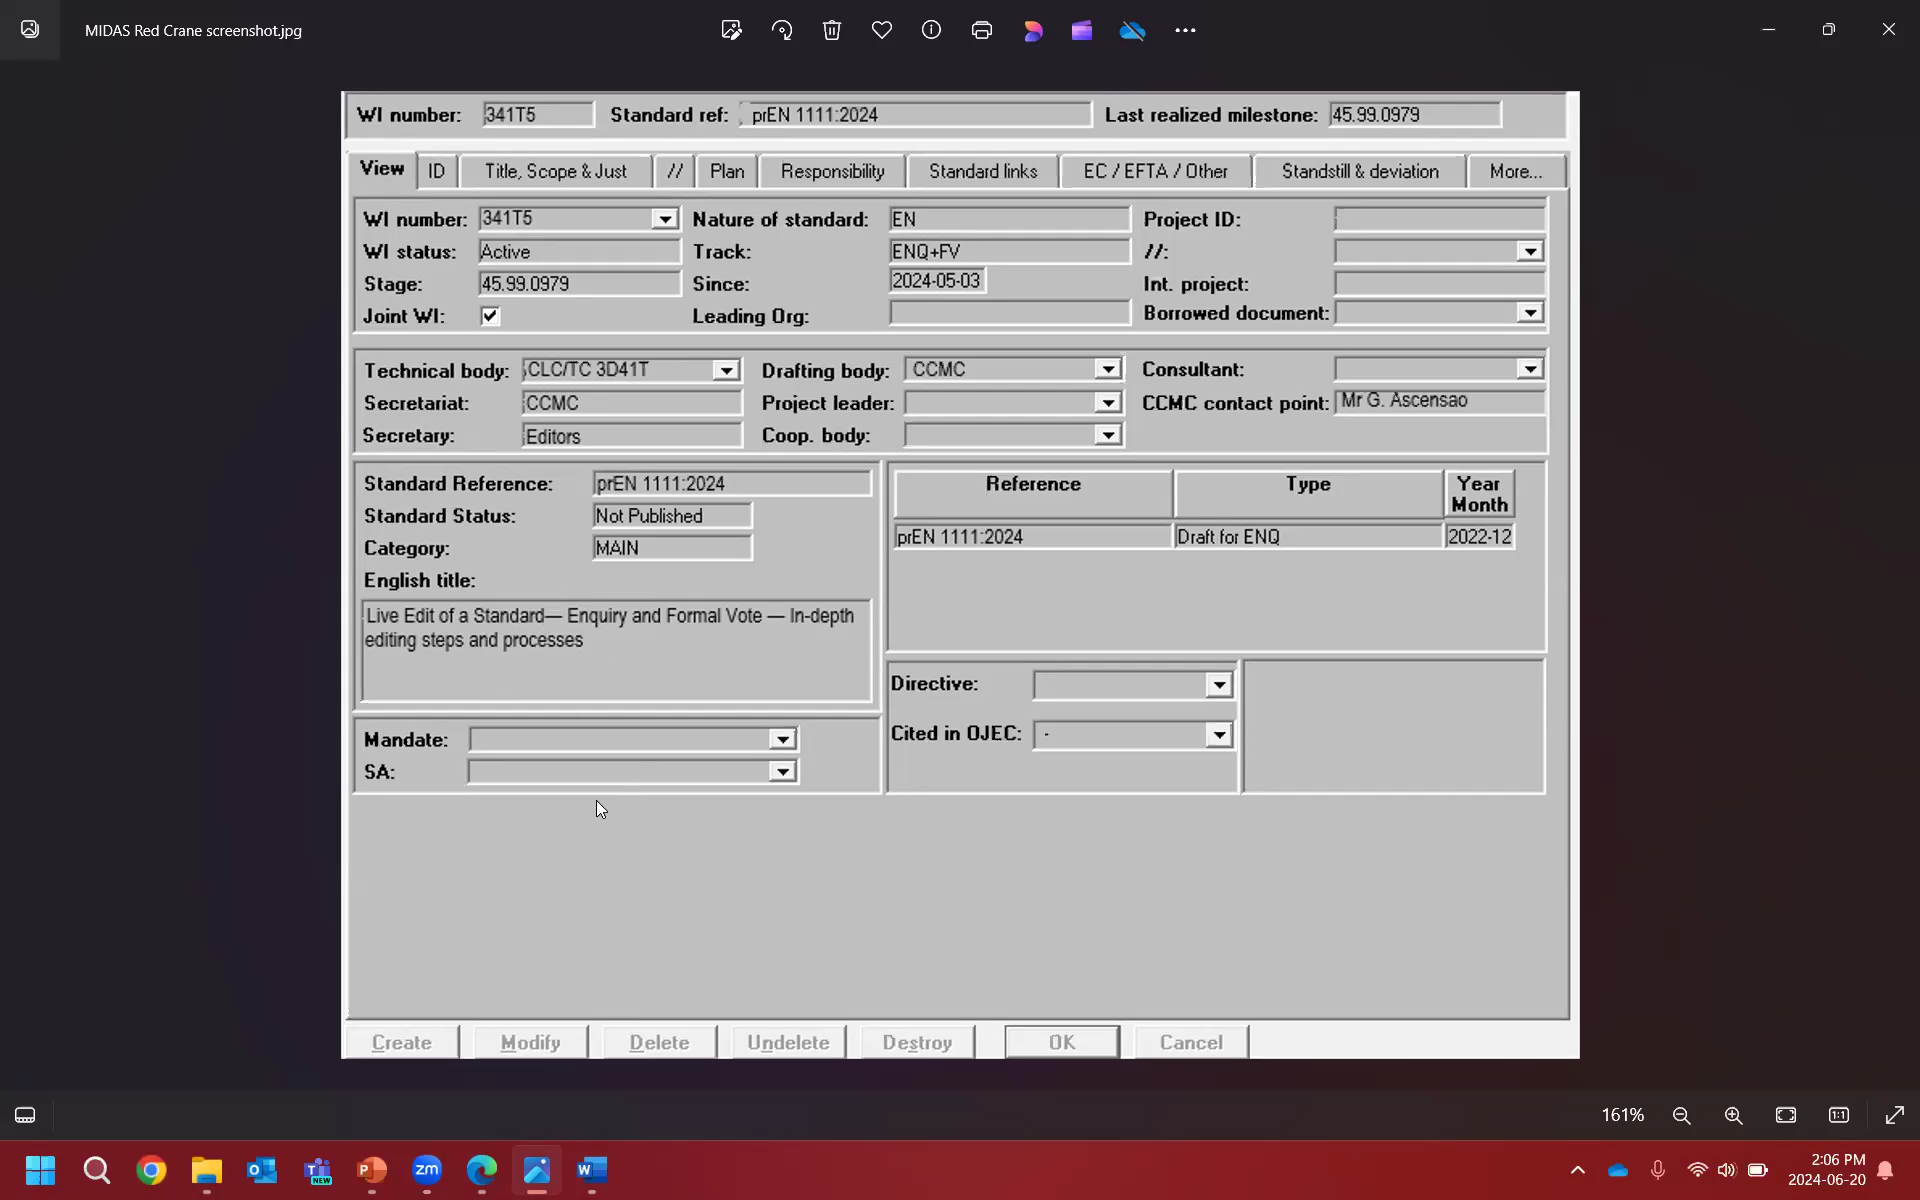 MIDAS Red Crane screenshot.jpg
WI number: 341T5 Standard ref: prEN 1111:2024 Last realized milestone: 45.99.0979
View ID Title, Scope & Just // Plan Responsibility Standard links EC / EFTA / Other Standstill & deviation More...
WI number: 341T5 Nature of standard: EN Project ID:
WI status: Active Track: ENQ+FV //:
Stage: 45.99.0979 Since: 2024-05-03 Int. project:
Joint WI: Leading Org: Borrowed document:
Technical body: CLC/TC 3D41T Drafting body: CCMC Consultant:
Secretariat: CCMC Project leader: CCMC contact point: Mr G. Ascensao
Secretary: Editors Coop. body:
Standard Reference: prEN 1111:2024
Standard Status: Not Published
Category: MAIN
English title:
Live Edit of a Standard— Enquiry and Formal Vote — In-depth
editing steps and processes
Reference Type Year
Month
prEN 1111:2024 Draft for ENQ 2022-12
Directive:
Cited in OJEC: -
Mandate:
SA:
Create Modify Delete Undelete Destroy OK Cancel
161% 1:1
2:06 PM
2024-06-20
zm
NEW